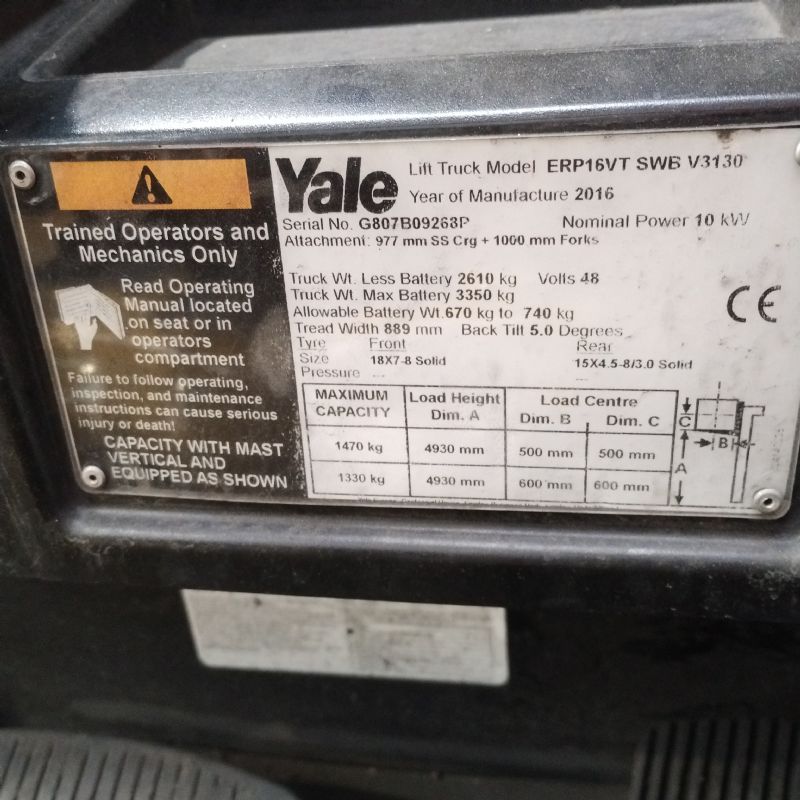 Yale
Lift Truck Model ERP16VT SWB V3130
Year of Manufacture 2016
Serial No. G807B09263P
Nominal Power 10 kW
Attachment: 977 mm SS Crg + 1000 mm Forks
Trained Operators and
Mechanics Only
Read Operating
Manual located
on seat or in
operators
compartment
Failure to follow operating,
inspection, and maintenance
instructions can cause serious
injury or death!
CAPACITY WITH MAST
VERTICAL AND
EQUIPPED AS SHOWN
Truck Wt. Less Battery 2610 kg Volts 48
Truck Wt. Max Battery 3350 kg
Allowable Battery Wt. 670 kg to 740 kg
Tread Width 889 mm Back Tilt 5.0 Degrees
Tyre Front Rear
Size 18X7-8 Solid 15X4.5-8/3.0 Solid
Pressure
CE
MAXIMUM CAPACITY Load Height Dim. A Load Centre Dim. B Dim. C
1470 kg 4930 mm 500 mm 500 mm
1330 kg 4930 mm 600 mm 600 mm
C
B
A